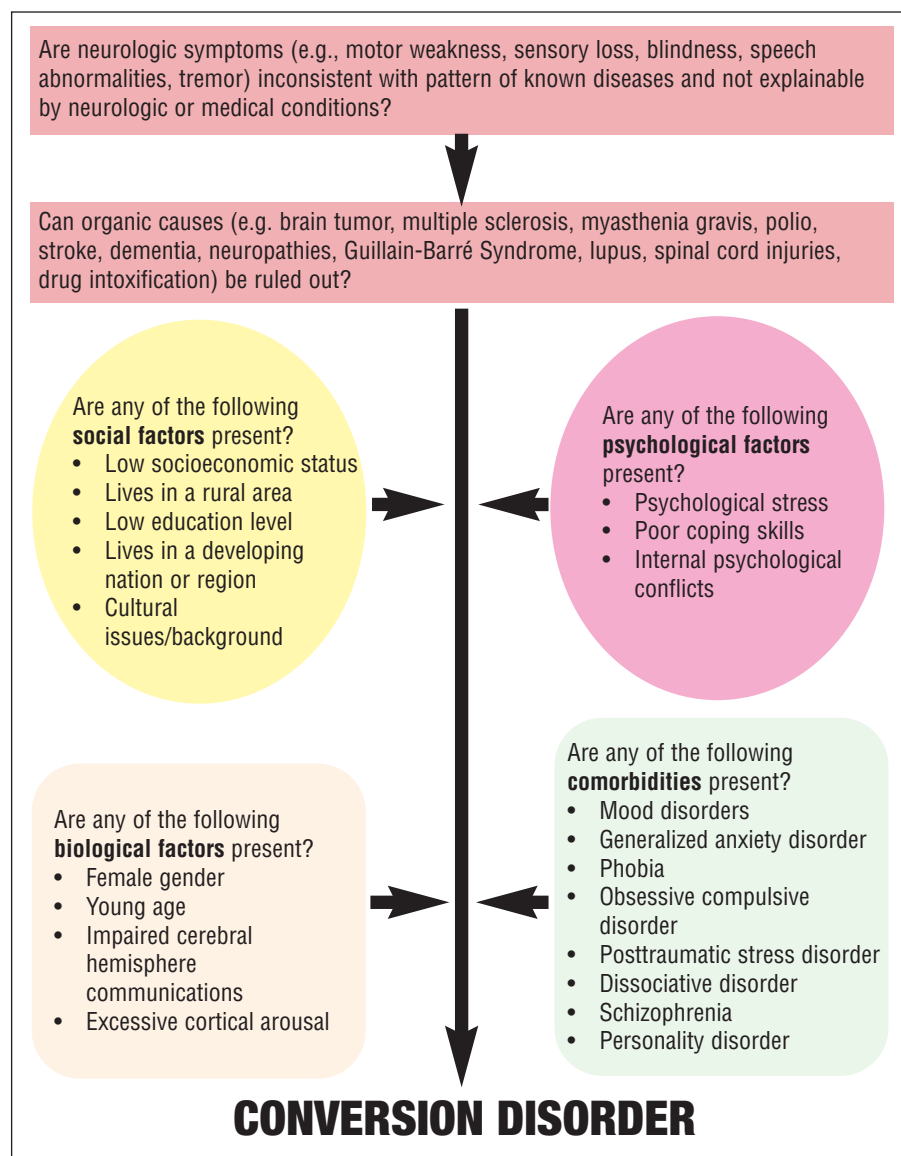 Are neurologic symptoms (e.g., motor weakness, sensory loss, blindness, speech
abnormalities, tremor) inconsistent with pattern of known diseases and not explainable
by neurologic or medical conditions?
Can organic causes (e.g. brain tumor, multiple sclerosis, myasthenia gravis, polio,
stroke, dementia, neuropathies, Guillain-Barré Syndrome, lupus, spinal cord injuries,
drug intoxification) be ruled out?
Are any of the following
social factors present?
• Low socioeconomic status
• Lives in a rural area
• Low education level
• Lives in a developing
nation or region
• Cultural
issues/background
Are any of the following
psychological factors
present?
• Psychological stress
• Poor coping skills
• Internal psychological
conflicts
Are any of the following
biological factors present?
• Female gender
• Young age
• Impaired cerebral
hemisphere
communications
• Excessive cortical arousal
Are any of the following
comorbidities present?
• Mood disorders
• Generalized anxiety disorder
• Phobia
• Obsessive compulsive
disorder
• Posttraumatic stress disorder
• Dissociative disorder
• Schizophrenia
• Personality disorder
CONVERSION DISORDER